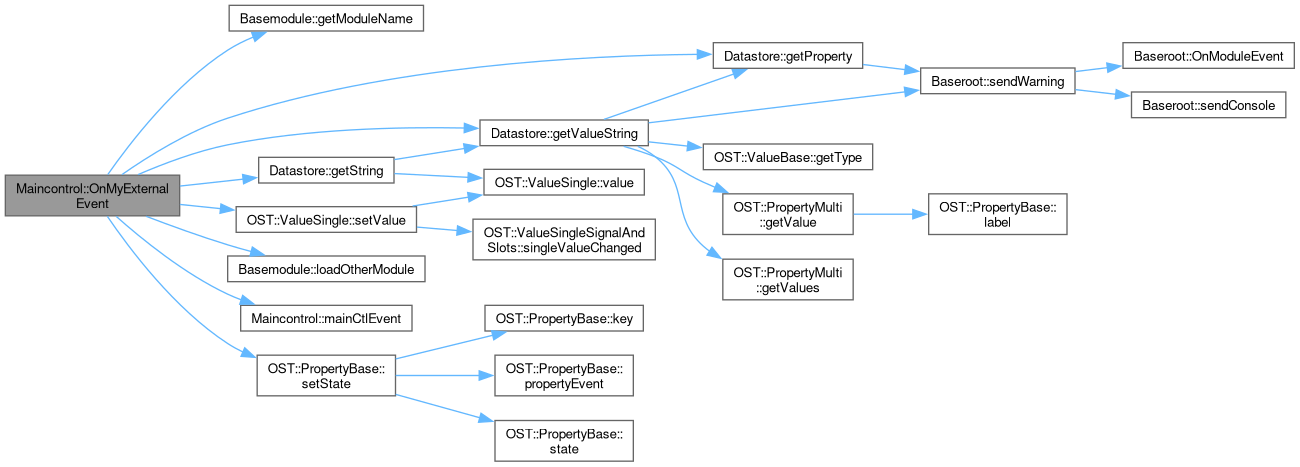 Basemodule::getModuleName
Datastore::getProperty
Baseroot::OnModuleEvent
Baseroot::sendWarning
Baseroot::sendConsole
Datastore::getValueString
OST::ValueBase::getType
Datastore::getString
OST::ValueSingle::value
Maincontrol::OnMyExternal
Event
OST::PropertyMulti
::getValue
OST::PropertyBase::
label
OST::ValueSingle::setValue
OST::ValueSingleSignalAnd
Slots::singleValueChanged
Basemodule::loadOtherModule
OST::PropertyMulti
::getValues
Maincontrol::mainCtlEvent
OST::PropertyBase::key
OST::PropertyBase::
setState
OST::PropertyBase::
propertyEvent
OST::PropertyBase::
state